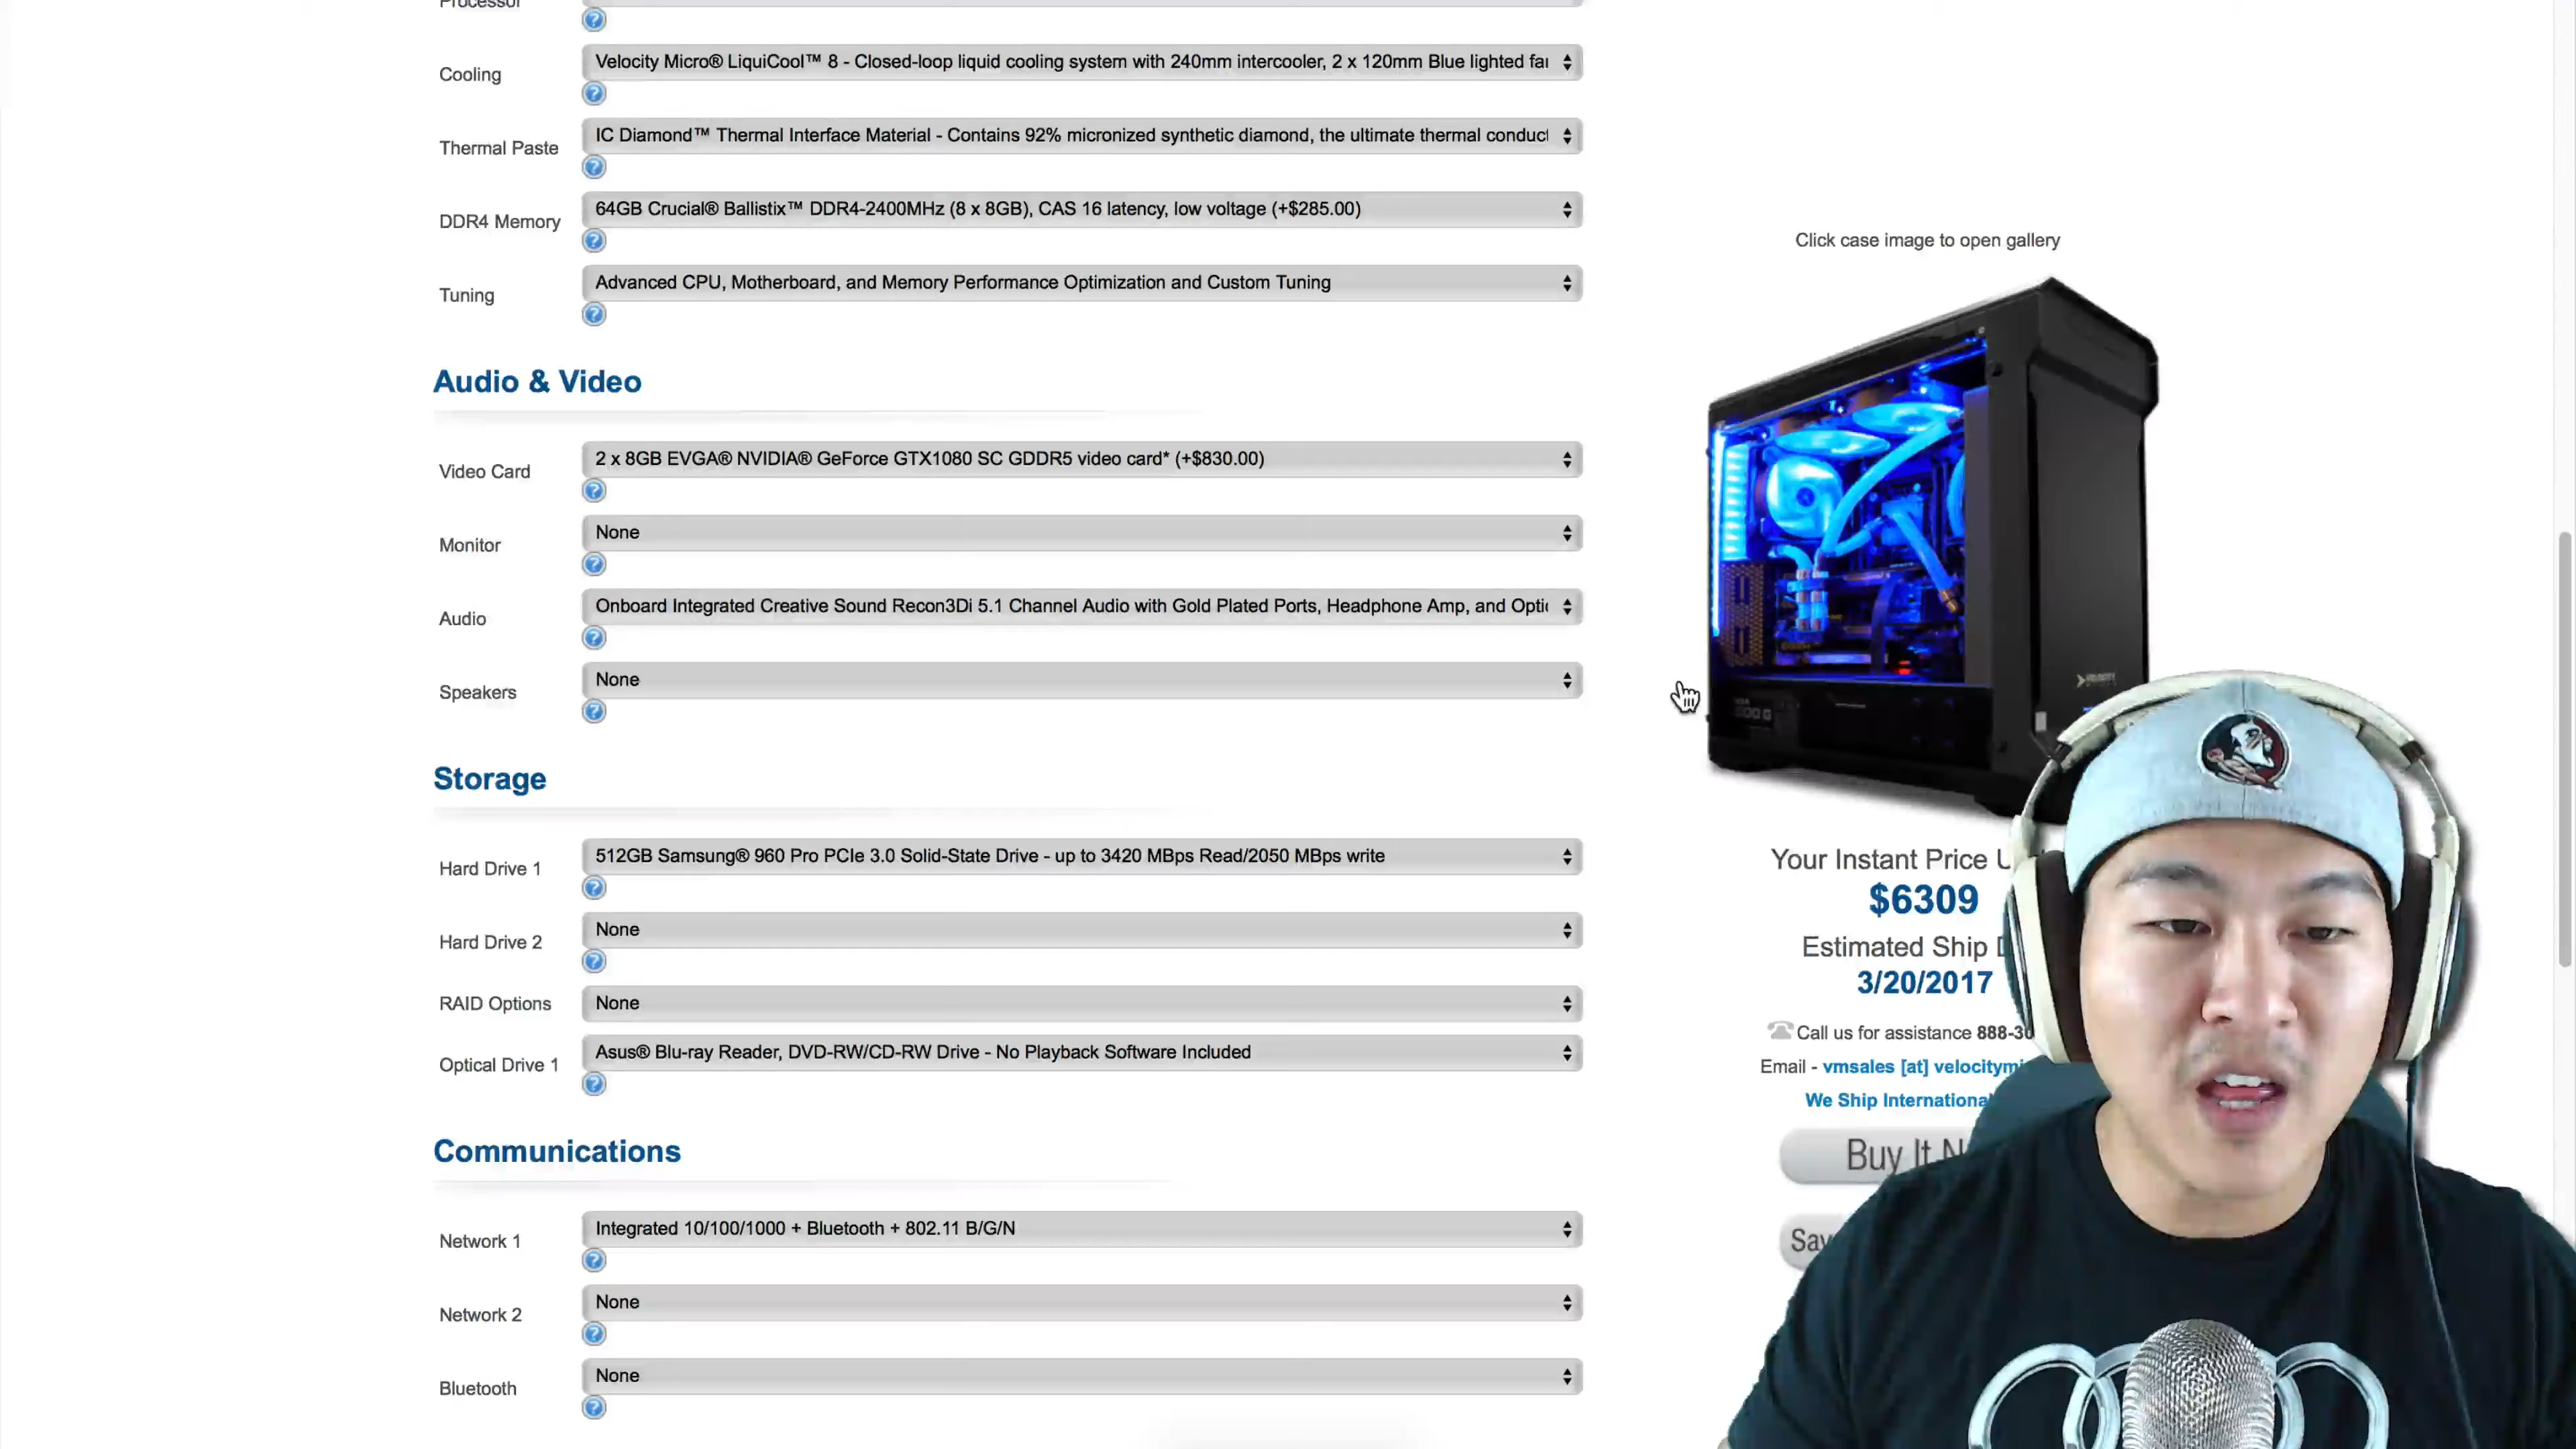 Processor
Cooling
Velocity Micro® LiquiCool™ 8 - Closed-loop liquid cooling system with 240mm intercooler, 2 x 120mm Blue lighted fa
Thermal Paste
IC Diamond™ Thermal Interface Material - Contains 92% micronized synthetic diamond, the ultimate thermal conduct
DDR4 Memory
64GB Crucial® Ballistix™ DDR4-2400MHz (8 x 8GB), CAS 16 latency, low voltage (+$285.00)
Tuning
Advanced CPU, Motherboard, and Memory Performance Optimization and Custom Tuning
Audio & Video
Video Card
2 x 8GB EVGA® NVIDIA® GeForce GTX1080 SC GDDR5 video card* (+$830.00)
Monitor
None
Audio
Onboard Integrated Creative Sound Recon3Di 5.1 Channel Audio with Gold Plated Ports, Headphone Amp, and Optic
Speakers
None
Storage
Hard Drive 1
512GB Samsung® 960 Pro PCIe 3.0 Solid-State Drive - up to 3420 MBps Read/2050 MBps write
Hard Drive 2
None
RAID Options
None
Optical Drive 1
Asus® Blu-ray Reader, DVD-RW/CD-RW Drive - No Playback Software Included
Communications
Network 1
Integrated 10/100/1000 + Bluetooth + 802.11 B/G/N
Network 2
None
Bluetooth
None
Click case image to open gallery
VELOCITY
Your Instant Price U
$6309
Estimated Ship D
3/20/2017
Call us for assistance 888-30
Email - vmsales [at] velocitymi
We Ship Internationa
Buy It N
Sav